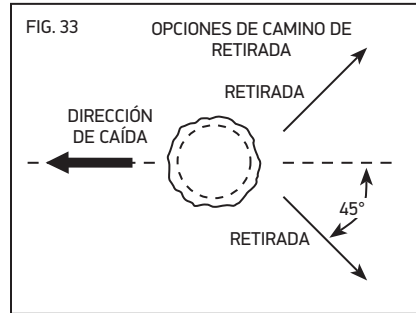 FIG. 33
OPCIONES DE CAMINO DE
RETIRADA
RETIRADA
DIRECCIÓN
DE CAÍDA
45°
RETIRADA